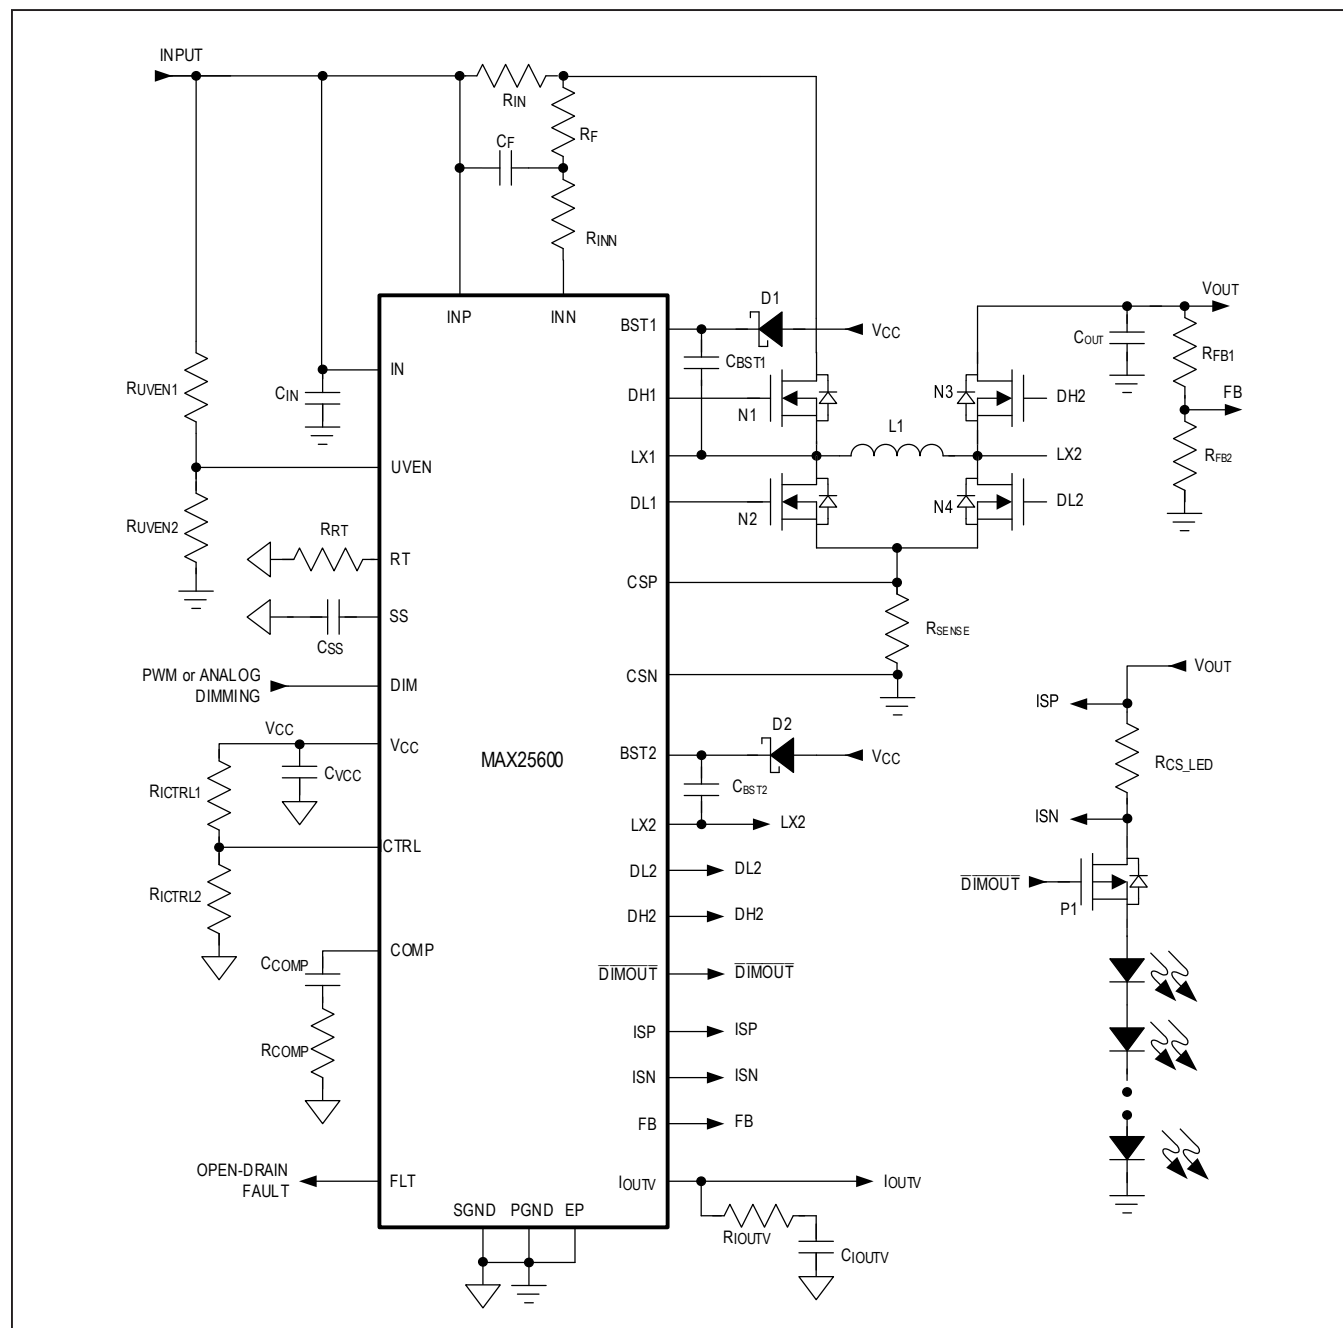 INPUT
RIN
RF
CF
RINN
INP
INN
D1
BST1
VCC
VOUT
CBST1
COUT
RFB1
RUVEN1
IN
CIN
DH1
N1
N3
DH2
FB
L1
LX1
LX2
RFB2
UVEN
DL1
N2
N4
DL2
RUVEN2
RRT
RT
CSP
SS
CSS
RSENSE
PWM or ANALOG
DIMMING
DIM
CSN
VOUT
ISP
VCC
VCC
CVCC
MAX25600
D2
BST2
VCC
CBST2
RCS_LED
RICTRL1
LX2
LX2
ISN
CTRL
DL2
DL2
DIMOUT
P1
RICTRL2
DH2
DH2
COMP
CCOMP
DIMOUT
DIMOUT
RCOMP
ISP
ISP
ISN
ISN
FB
FB
OPEN-DRAIN
FAULT
FLT
IOUTV
IOUTV
SGND
PGND
EP
RIOUTV
CIOUTV